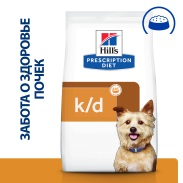 ЗАБОТА О ЗДОРОВЬЕ
ПОЧЕК
Hill's
PRESCRIPTION
DIET
k/d